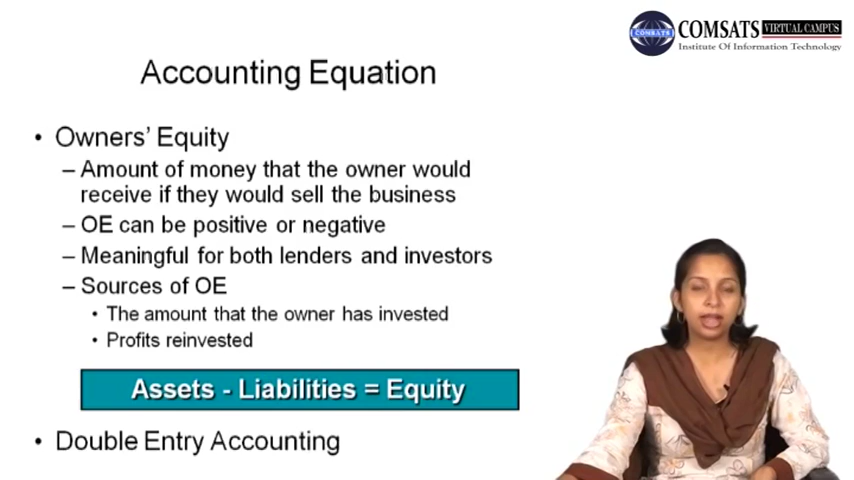 COMSATS VIRTUAL CAMPUS
COMSATS
Institute Of Information Technology
Accounting Equation
• Owners' Equity
– Amount of money that the owner would
receive if they would sell the business
– OE can be positive or negative
– Meaningful for both lenders and investors
– Sources of OE
• The amount that the owner has invested
• Profits reinvested
Assets - Liabilities = Equity
• Double Entry Accounting